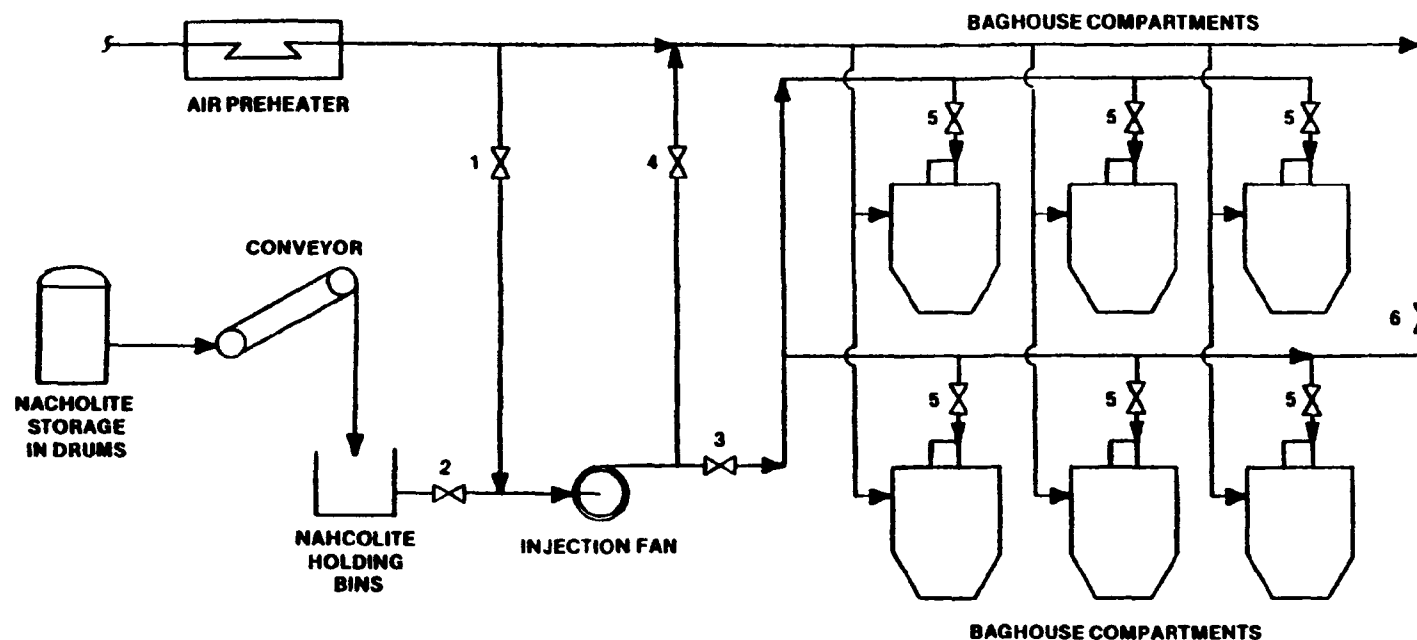 BAGHOUSE COMPARTMENTS
AIR PREHEATER
1
4
5
5
5
CONVEYOR
6
NACHOLITE
STORAGE
IN DRUMS
5
5
5
2
3
NAHCOLITE
HOLDING
BINS
INJECTION FAN
BAGHOUSE COMPARTMENTS